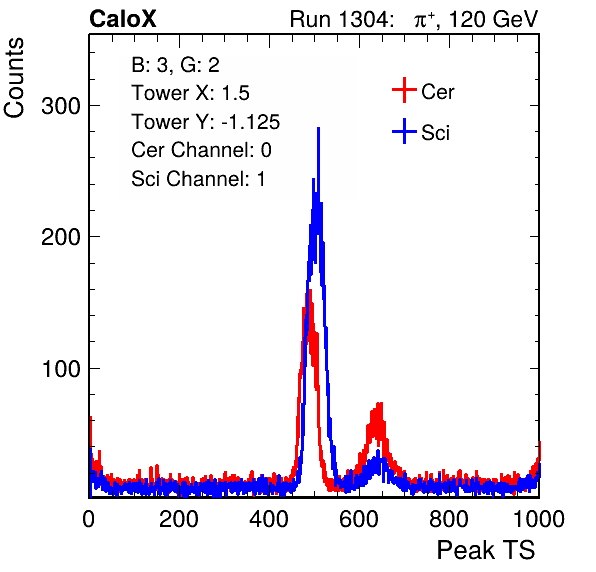 CaloX Run 1304: π⁺, 120 GeV
Counts
B: 3, G: 2
Tower X: 1.5
Tower Y: -1.125
Cer Channel: 0
Sci Channel: 1
Cer
Sci
300
200
100
0 200 400 600 800 1000
Peak TS